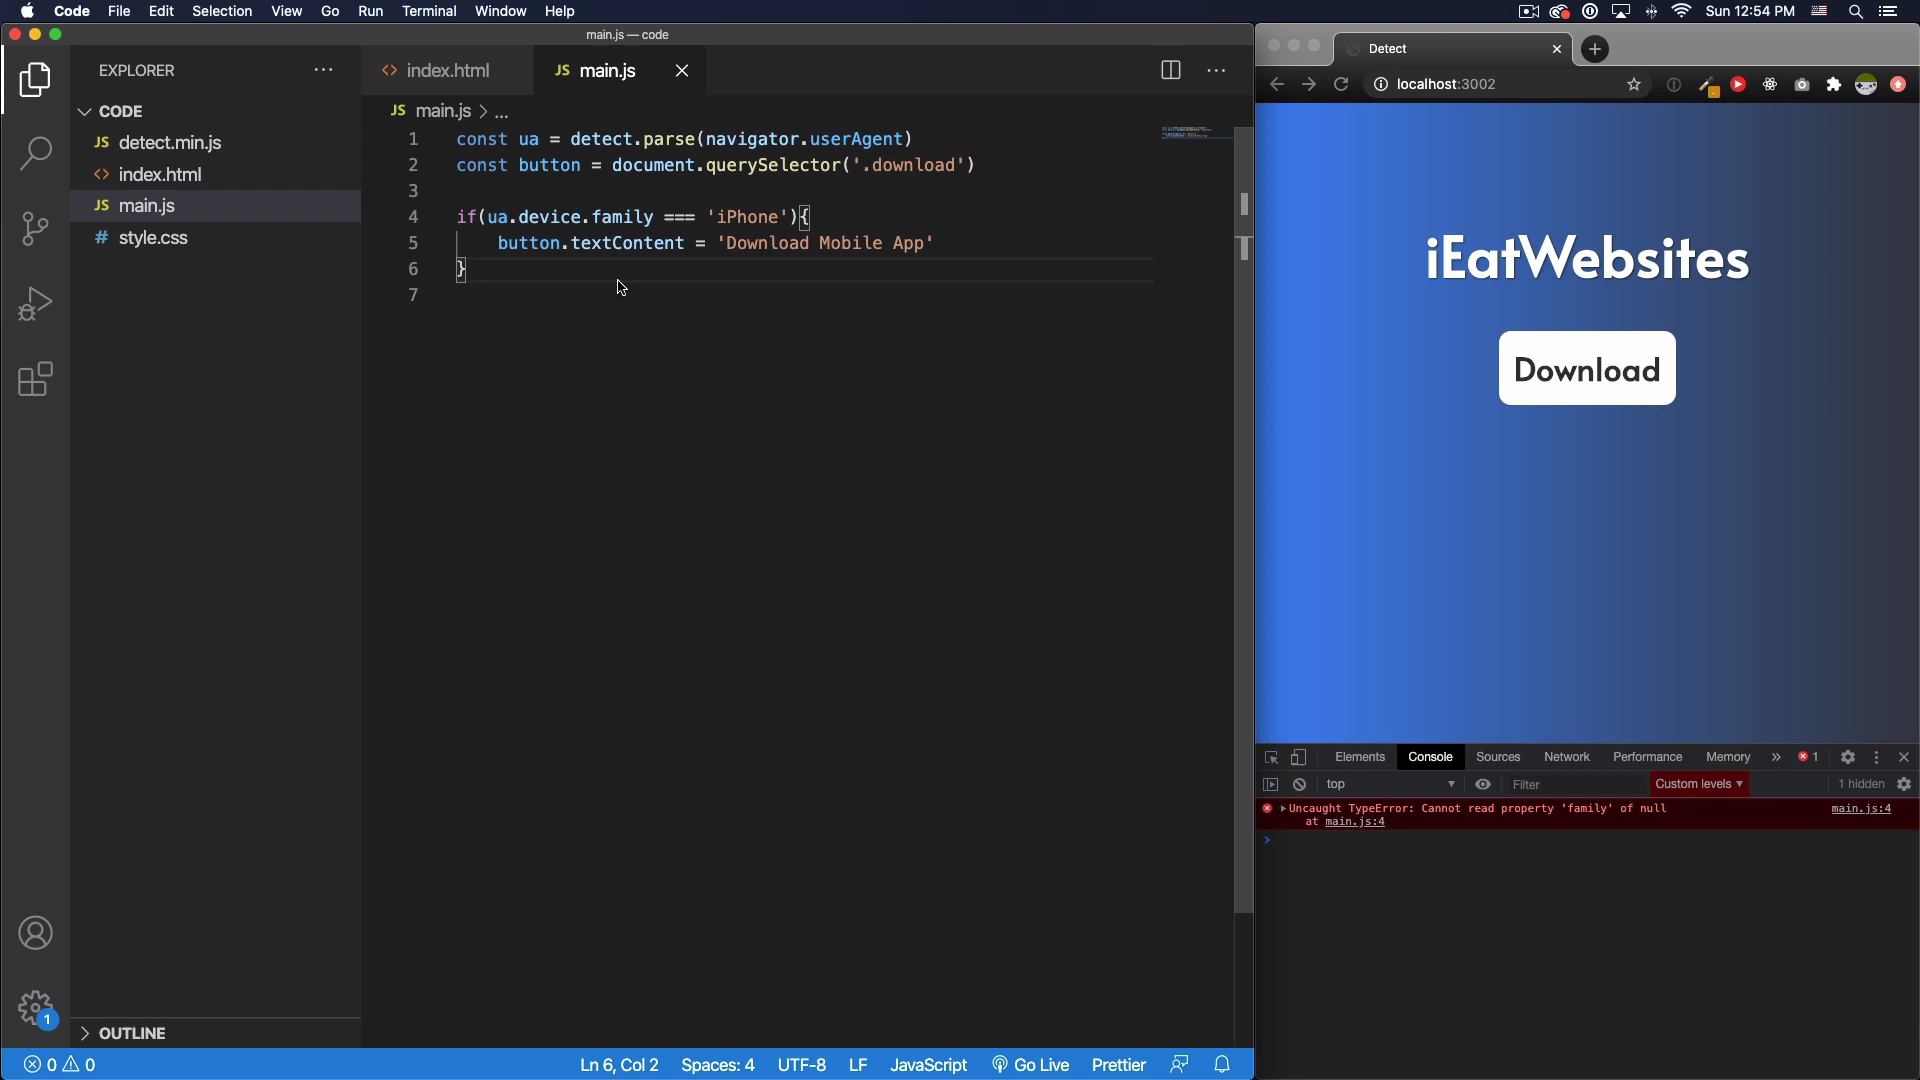 Code File Edit Selection View Go Run Terminal Window Help
Sun 12:54 PM
main.js — code
EXPLORER
CODE
JS detect.min.js
<> index.html
JS main.js
# style.css
OUTLINE
<> index.html
JS main.js
JS main.js > ...
1 const ua = detect.parse(navigator.userAgent)
2 const button = document.querySelector('.download')
3
4 if(ua.device.family === 'iPhone'){
5 button.textContent = 'Download Mobile App'
6 }
7
1
0 0
Ln 6, Col 2 Spaces: 4 UTF-8 LF JavaScript Go Live Prettier
Detect
localhost:3002
iEatWebsites
Download
Elements Console Sources Network Performance Memory » 1
top Filter Custom levels 1 hidden
Uncaught TypeError: Cannot read property 'family' of null main.js:4
at main.js:4